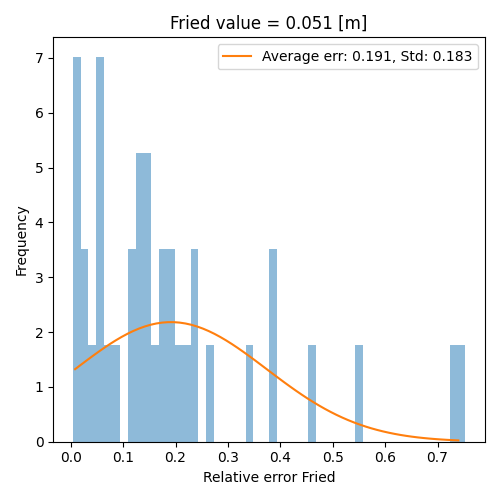 Fried value = 0.051 [m]
Average err: 0.191, Std: 0.183
Frequency
7
6
5
4
3
2
1
0
0.0 0.1 0.2 0.3 0.4 0.5 0.6 0.7
Relative error Fried